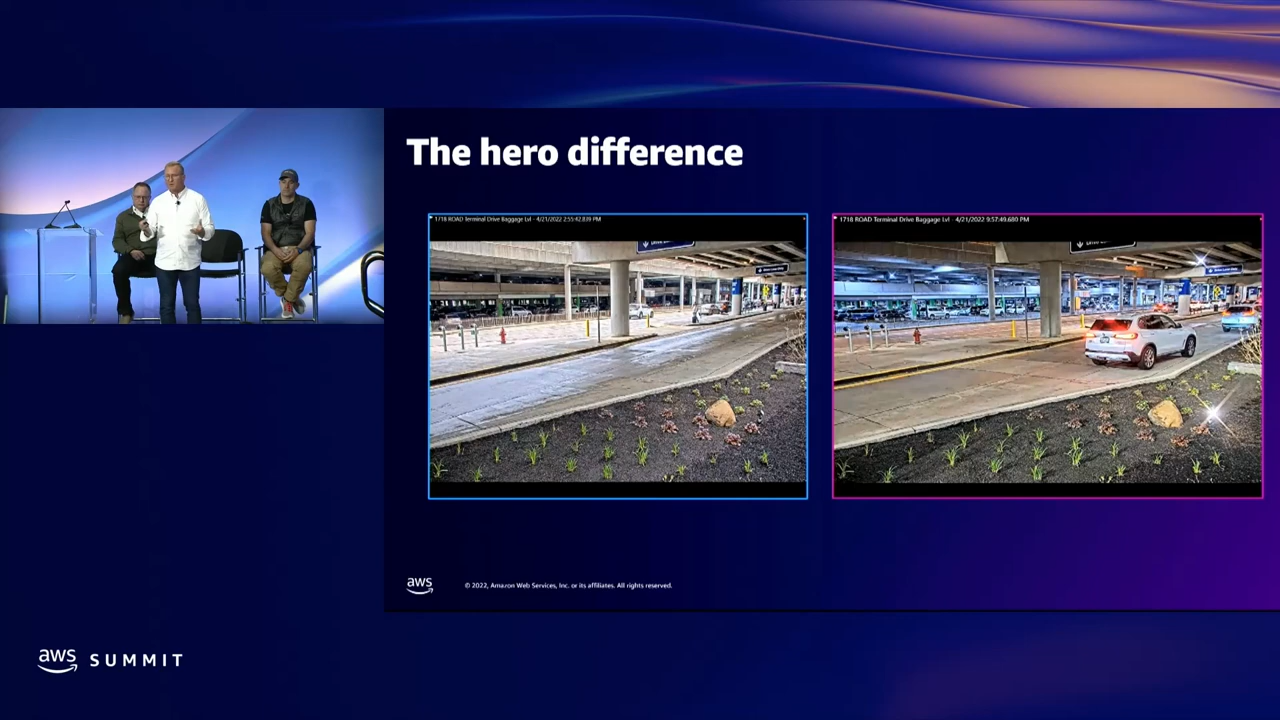 The hero difference
1718 ROAD Terminal Drive Baggage Lvl - 4/21/2022 2:55:42.839 PM
1718 ROAD Terminal Drive Baggage Lvl - 4/21/2022 9:57:49.689 PM
aws
© 2022, Amazon Web Services, Inc. or its affiliates. All rights reserved.
aws SUMMIT